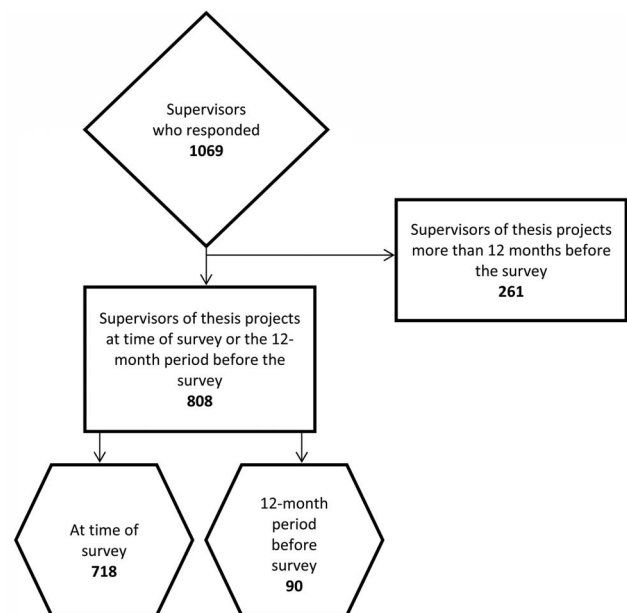 Supervisors
who responded
1069
Supervisors of thesis projects
more than 12 months before
the survey
261
Supervisors of thesis projects
at time of survey or the 12-
month period before the
survey
808
At time of
survey
718
12-month
period
before
survey
90